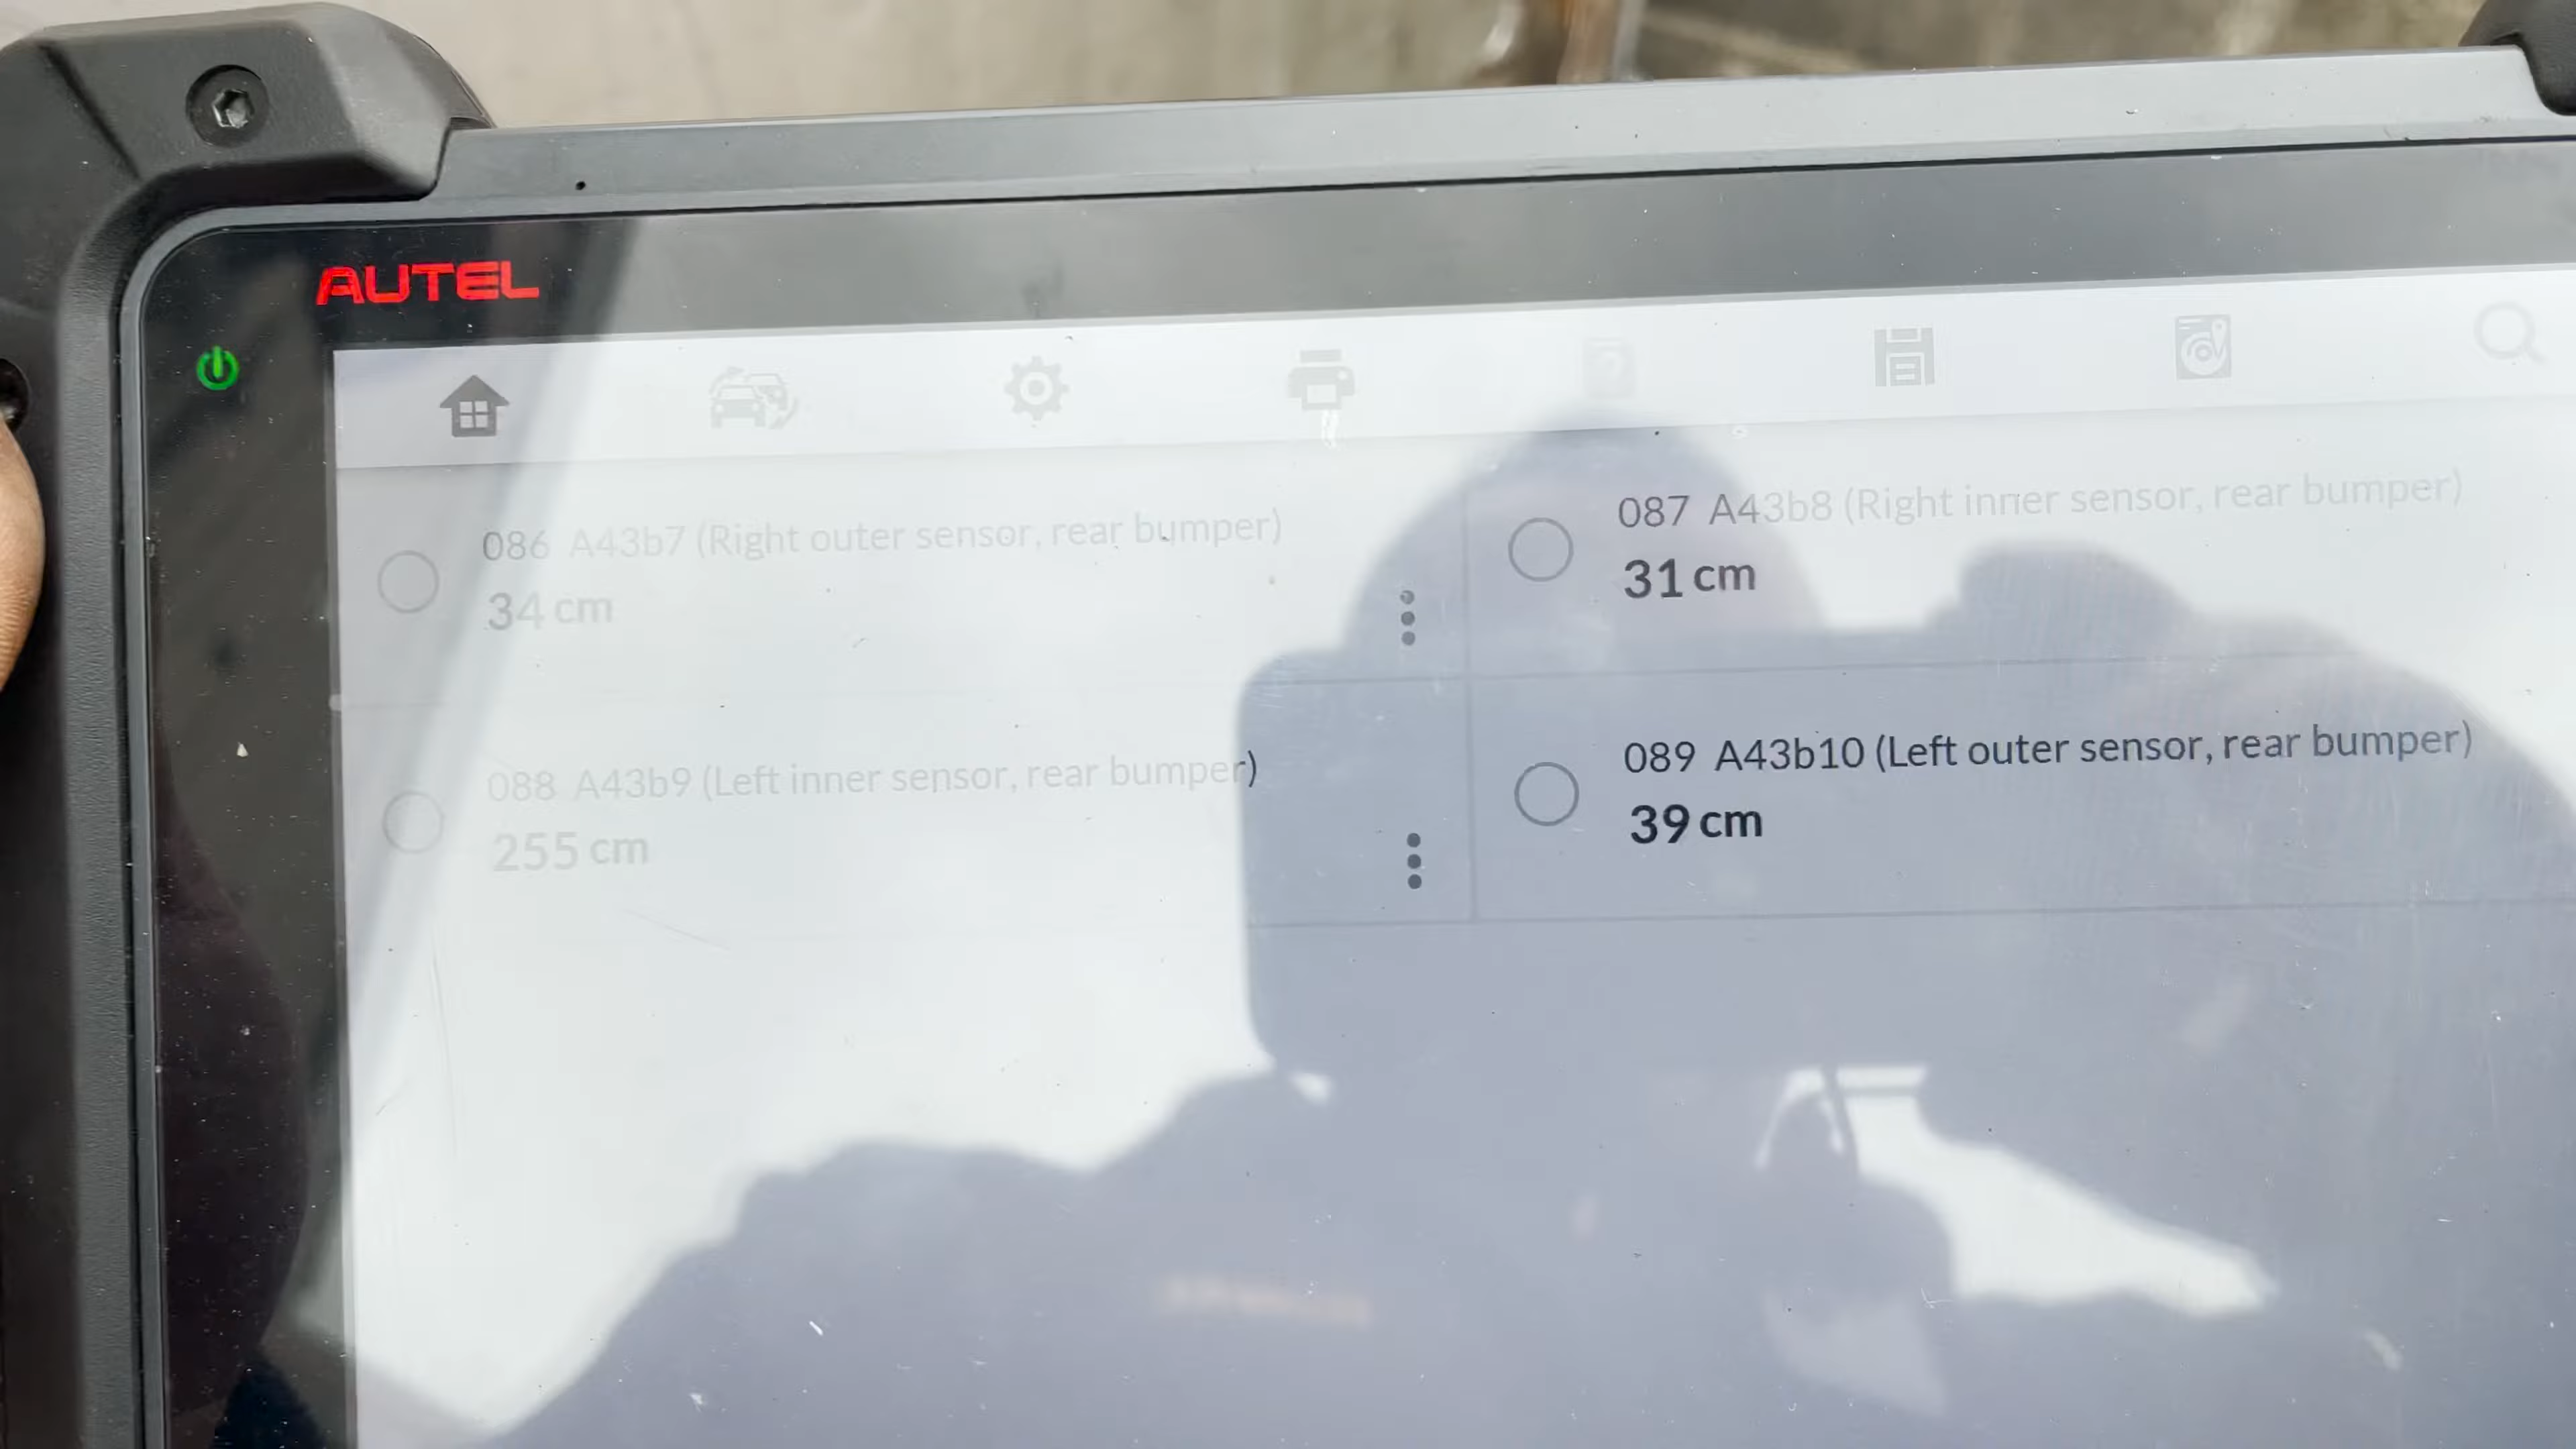 AUTEL
086 A43b7 (Right outer sensor, rear bumper)
34 cm
087 A43b8 (Right inner sensor, rear bumper)
31 cm
088 A43b9 (Left inner sensor, rear bumper)
255 cm
089 A43b10 (Left outer sensor, rear bumper)
39 cm